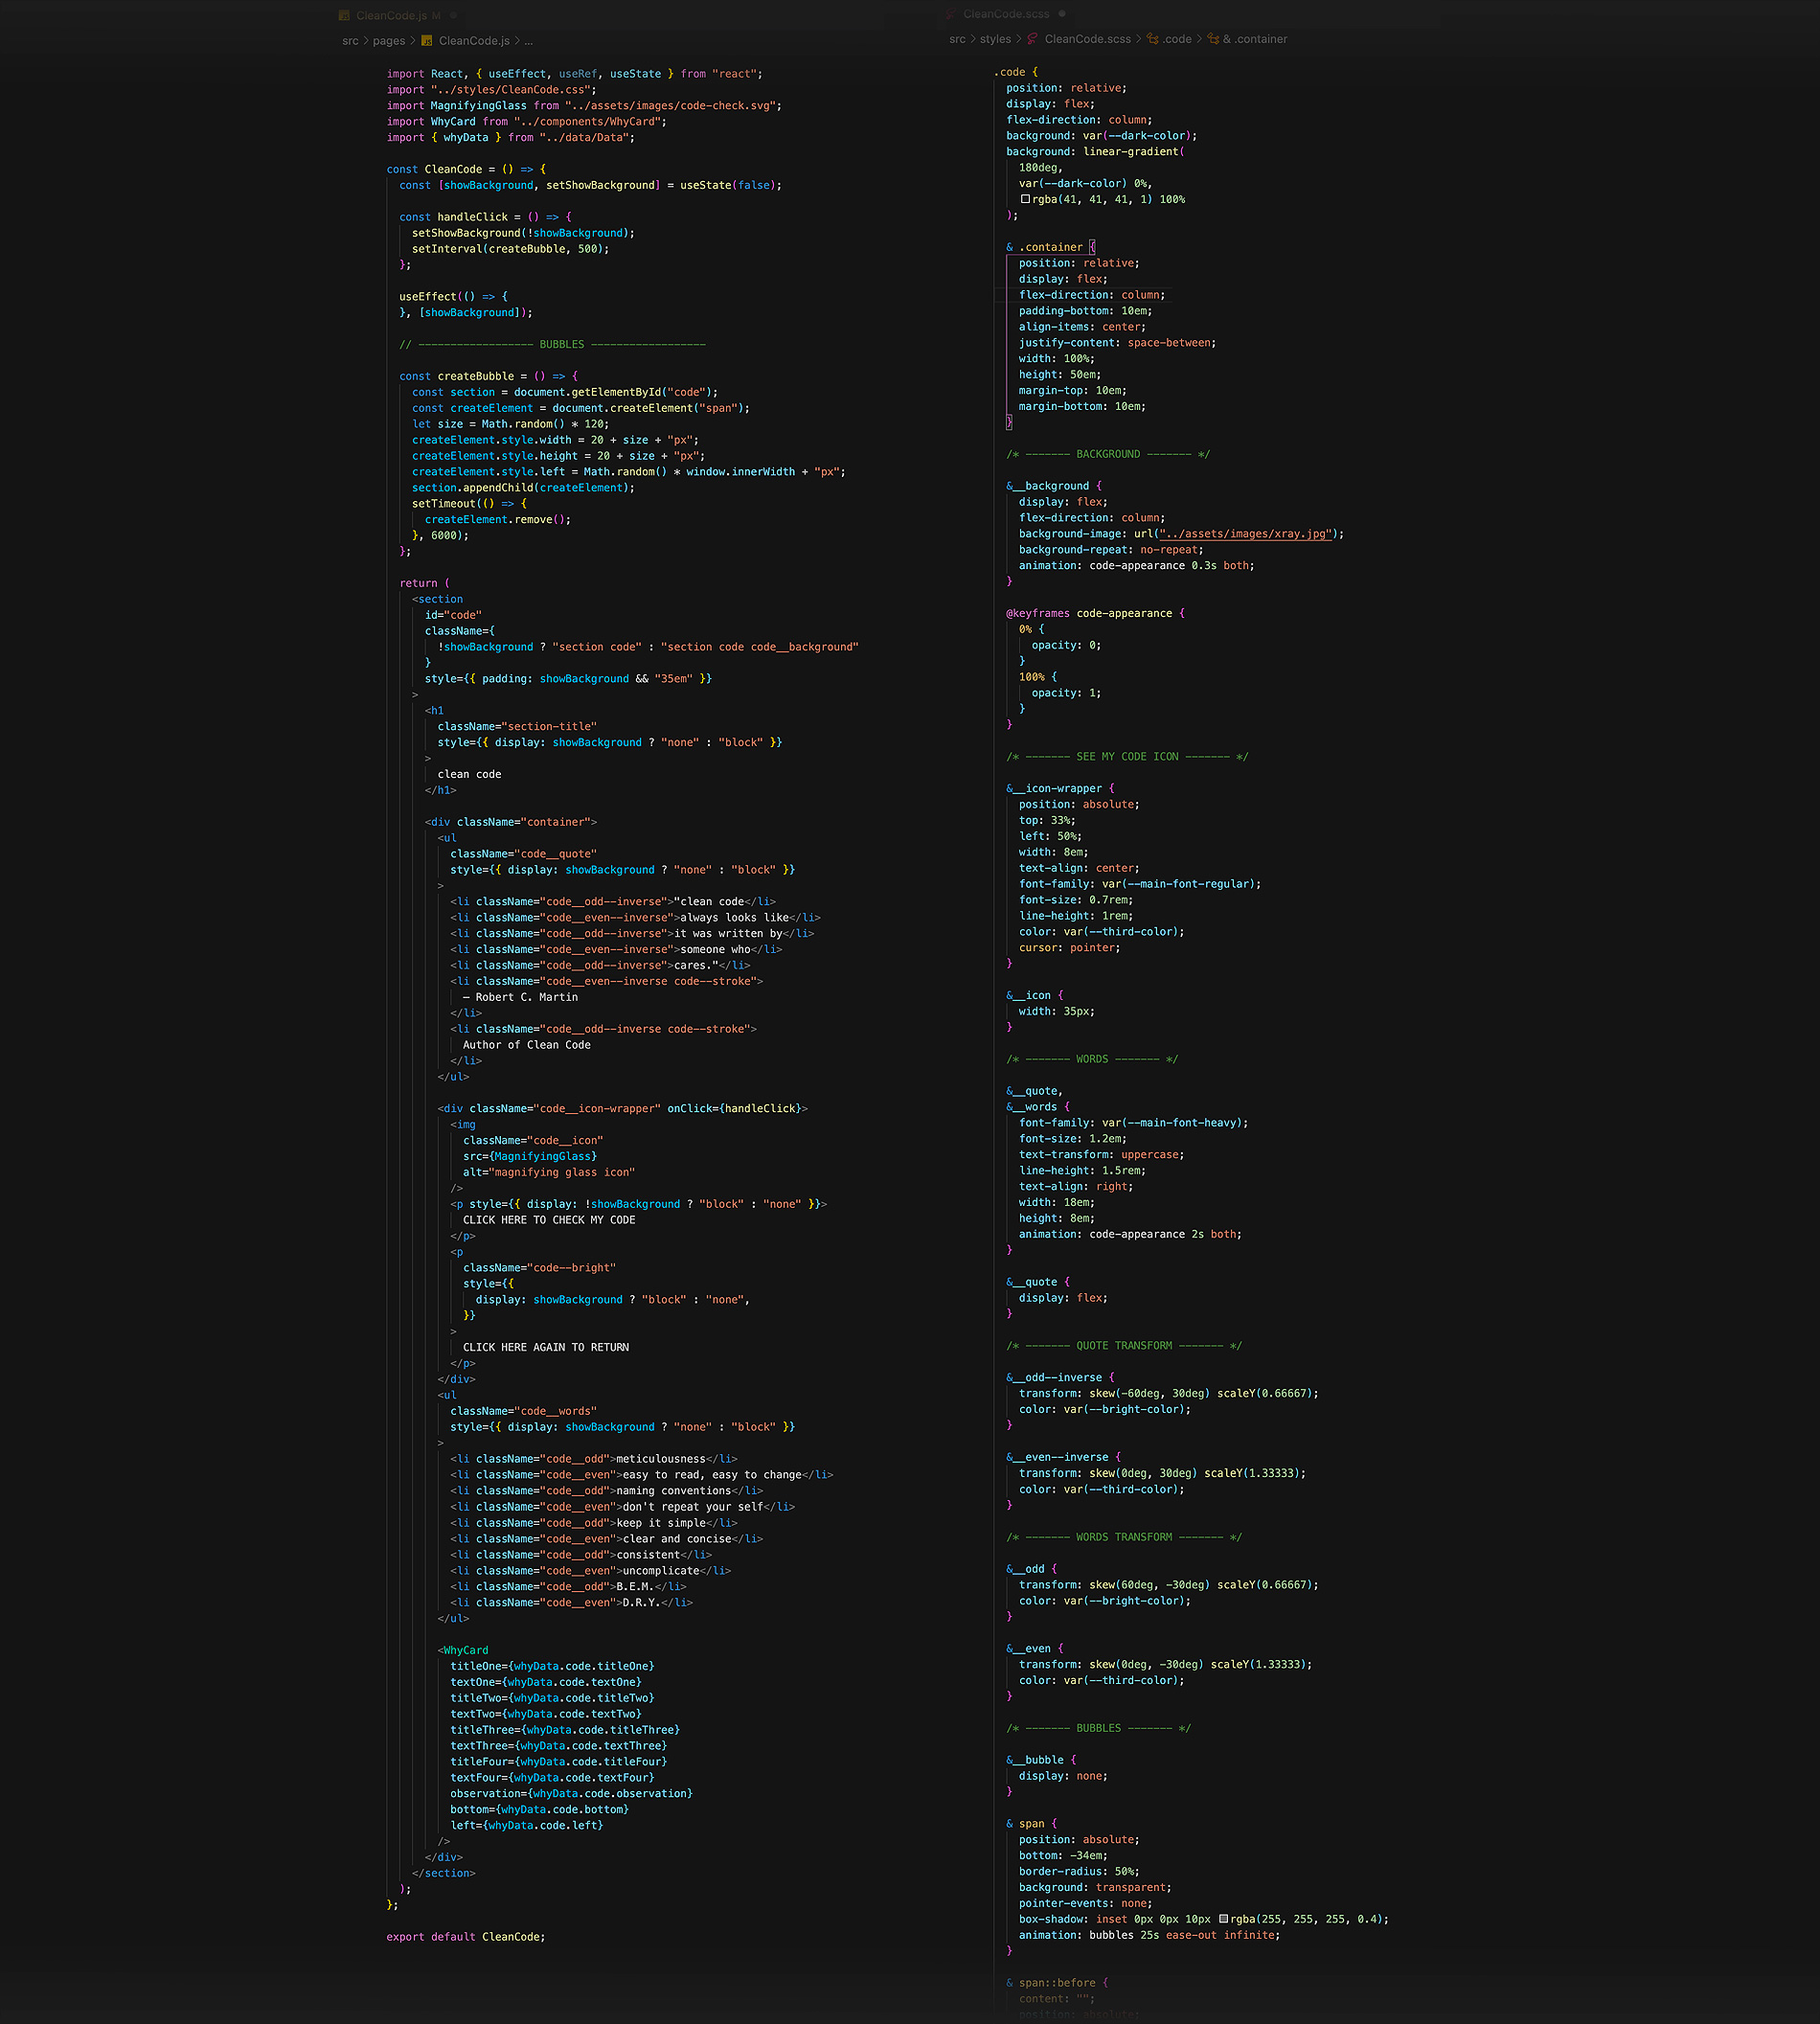 CleanCode.js M
src > pages > CleanCode.js > ...
import React, { useEffect, useRef, useState } from "react";
import "../styles/CleanCode.css";
import MagnifyingGlass from "../assets/images/code-check.svg";
import WhyCard from "../components/WhyCard";
import { whyData } from "../data/Data";
const CleanCode = () => {
const [showBackground, setShowBackground] = useState(false);
const handleClick = () => {
setShowBackground(!showBackground);
setInterval(createBubble, 500);
};
useEffect(() => {
}, [showBackground]);
// ------------------ BUBBLES ------------------
const createBubble = () => {
const section = document.getElementById("code");
const createElement = document.createElement("span");
let size = Math.random() * 120;
createElement.style.width = 20 + size + "px";
createElement.style.height = 20 + size + "px";
createElement.style.left = Math.random() * window.innerWidth + "px";
section.appendChild(createElement);
setTimeout(() => {
createElement.remove();
}, 6000);
};
return (
<section
id="code"
className={
!showBackground ? "section code" : "section code code__background"
}
style={{ padding: showBackground && "35em" }}
>
<h1
className="section-title"
style={{ display: showBackground ? "none" : "block" }}
>
clean code
</h1>
<div className="container">
<ul
className="code__quote"
style={{ display: showBackground ? "none" : "block" }}
>
<li className="code__odd--inverse">"clean code</li>
<li className="code__even--inverse">always looks like</li>
<li className="code__odd--inverse">it was written by</li>
<li className="code__even--inverse">someone who</li>
<li className="code__odd--inverse">cares."</li>
<li className="code__even--inverse code--stroke">
— Robert C. Martin
</li>
<li className="code__odd--inverse code--stroke">
Author of Clean Code
</li>
</ul>
<div className="code__icon-wrapper" onClick={handleClick}>
<img
className="code__icon"
src={MagnifyingGlass}
alt="magnifying glass icon"
/>
<p style={{ display: !showBackground ? "block" : "none" }}>
CLICK HERE TO CHECK MY CODE
</p>
<p
className="code--bright"
style={{
display: showBackground ? "block" : "none",
}}
>
CLICK HERE AGAIN TO RETURN
</p>
</div>
<ul
className="code__words"
style={{ display: showBackground ? "none" : "block" }}
>
<li className="code__odd">meticulousness</li>
<li className="code__even">easy to read, easy to change</li>
<li className="code__odd">naming conventions</li>
<li className="code__even">don't repeat your self</li>
<li className="code__odd">keep it simple</li>
<li className="code__even">clear and concise</li>
<li className="code__odd">consistent</li>
<li className="code__even">uncomplicate</li>
<li className="code__odd">B.E.M.</li>
<li className="code__even">D.R.Y.</li>
</ul>
<WhyCard
titleOne={whyData.code.titleOne}
textOne={whyData.code.textOne}
titleTwo={whyData.code.titleTwo}
textTwo={whyData.code.textTwo}
titleThree={whyData.code.titleThree}
textThree={whyData.code.textThree}
titleFour={whyData.code.titleFour}
textFour={whyData.code.textFour}
observation={whyData.code.observation}
bottom={whyData.code.bottom}
left={whyData.code.left}
/>
</div>
</section>
);
};
export default CleanCode;
CleanCode.scss
src > styles > CleanCode.scss > .code > & .container
.code {
position: relative;
display: flex;
flex-direction: column;
background: var(--dark-color);
background: linear-gradient(
180deg,
var(--dark-color) 0%,
rgba(41, 41, 41, 1) 100%
);
& .container {
position: relative;
display: flex;
flex-direction: column;
padding-bottom: 10em;
align-items: center;
justify-content: space-between;
width: 100%;
height: 50em;
margin-top: 10em;
margin-bottom: 10em;
}
/* ------- BACKGROUND ------- */
&__background {
display: flex;
flex-direction: column;
background-image: url("../assets/images/xray.jpg");
background-repeat: no-repeat;
animation: code-appearance 0.3s both;
}
@keyframes code-appearance {
0% {
opacity: 0;
}
100% {
opacity: 1;
}
}
/* ------- SEE MY CODE ICON ------- */
&__icon-wrapper {
position: absolute;
top: 33%;
left: 50%;
width: 8em;
text-align: center;
font-family: var(--main-font-regular);
font-size: 0.7rem;
line-height: 1rem;
color: var(--third-color);
cursor: pointer;
}
&__icon {
width: 35px;
}
/* ------- WORDS ------- */
&__quote,
&__words {
font-family: var(--main-font-heavy);
font-size: 1.2em;
text-transform: uppercase;
line-height: 1.5rem;
text-align: right;
width: 18em;
height: 8em;
animation: code-appearance 2s both;
}
&__quote {
display: flex;
}
/* ------- QUOTE TRANSFORM ------- */
&__odd--inverse {
transform: skew(-60deg, 30deg) scaleY(0.66667);
color: var(--bright-color);
}
&__even--inverse {
transform: skew(0deg, 30deg) scaleY(1.33333);
color: var(--third-color);
}
/* ------- WORDS TRANSFORM ------- */
&__odd {
transform: skew(60deg, -30deg) scaleY(0.66667);
color: var(--bright-color);
}
&__even {
transform: skew(0deg, -30deg) scaleY(1.33333);
color: var(--third-color);
}
/* ------- BUBBLES ------- */
&__bubble {
display: none;
}
& span {
position: absolute;
bottom: -34em;
border-radius: 50%;
background: transparent;
pointer-events: none;
box-shadow: inset 0px 0px 10px rgba(255, 255, 255, 0.4);
animation: bubbles 25s ease-out infinite;
}
& span::before {
content: "";
position: absolute;